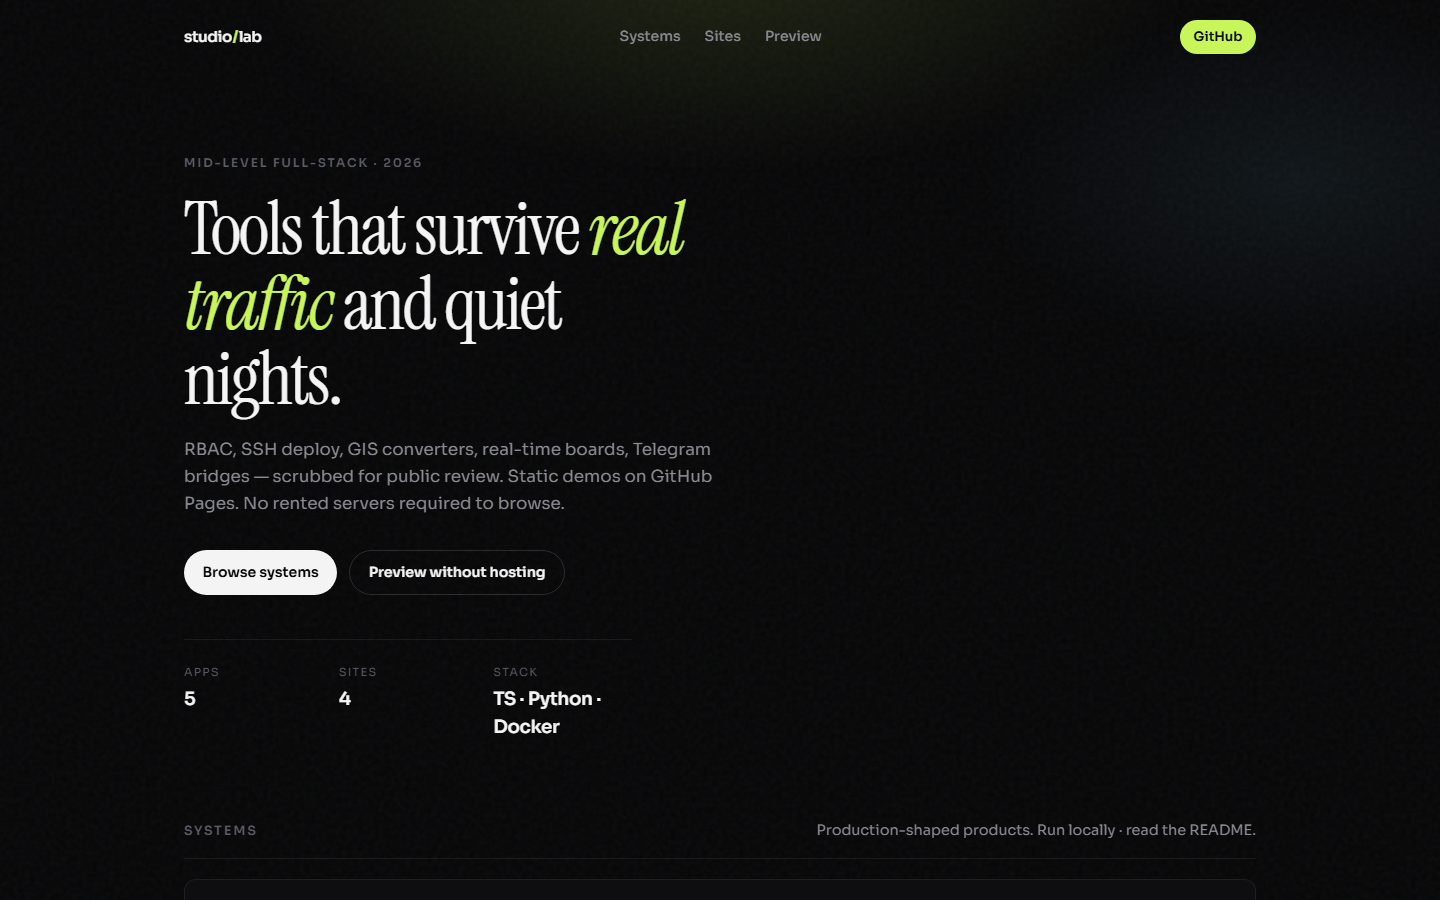 studio/lab
Systems Sites Preview
GitHub
MID-LEVEL FULL-STACK · 2026
Tools that survive real
traffic and quiet
nights.
RBAC, SSH deploy, GIS converters, real-time boards, Telegram
bridges — scrubbed for public review. Static demos on GitHub
Pages. No rented servers required to browse.
Browse systems
Preview without hosting
APPS
5
SITES
4
STACK
TS · Python ·
Docker
SYSTEMS
Production-shaped products. Run locally · read the README.